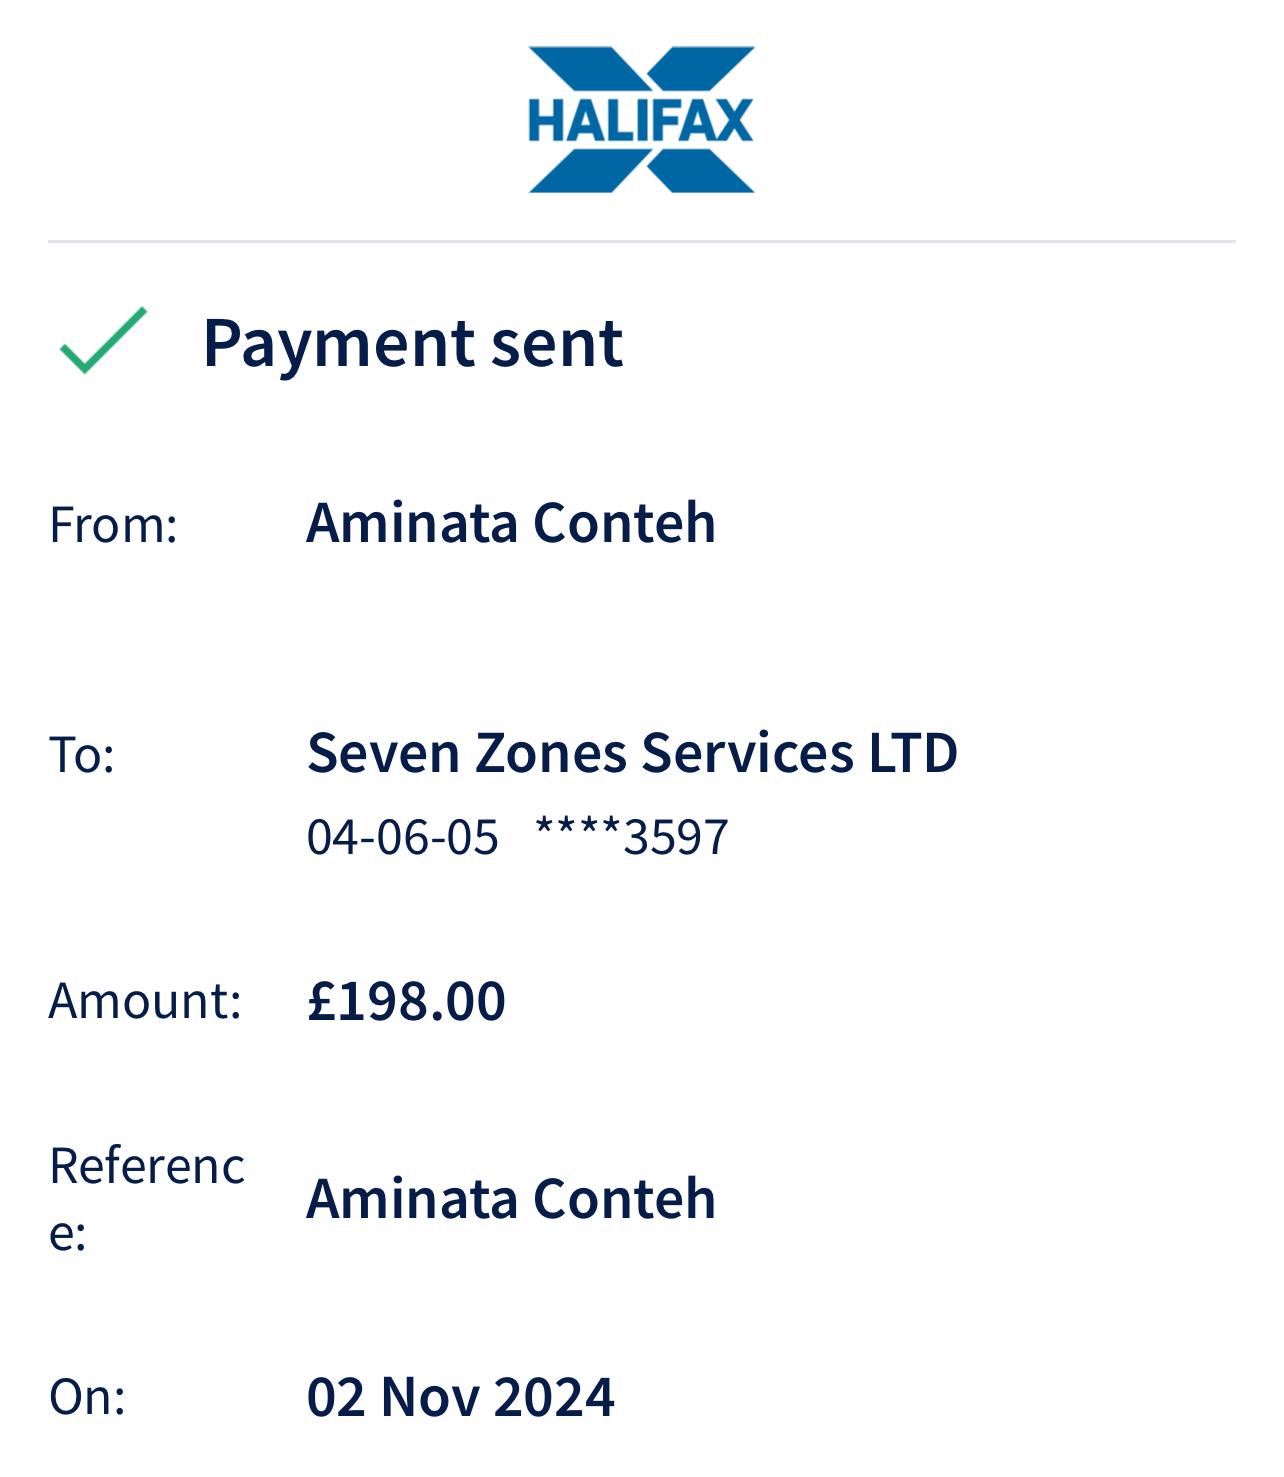 HALIFAX
Payment sent
From: Aminata Conteh
To: Seven Zones Services LTD
04-06-05 ****3597
Amount: £198.00
Referenc
e: Aminata Conteh
On: 02 Nov 2024